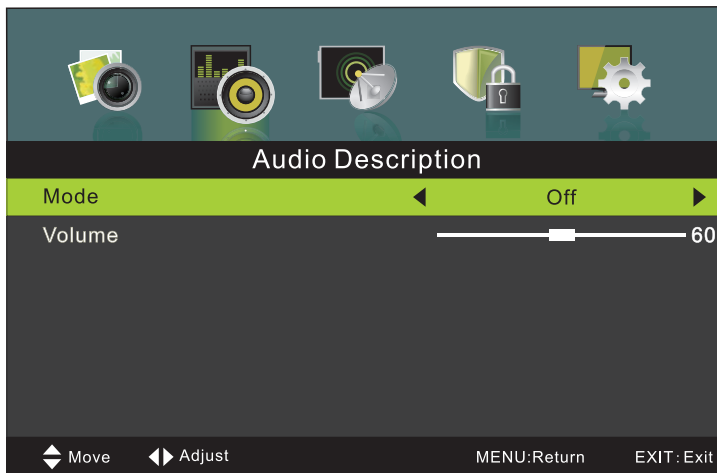 Audio Description
Mode Off
Volume 60
Move Adjust MENU:Return EXIT:Exit